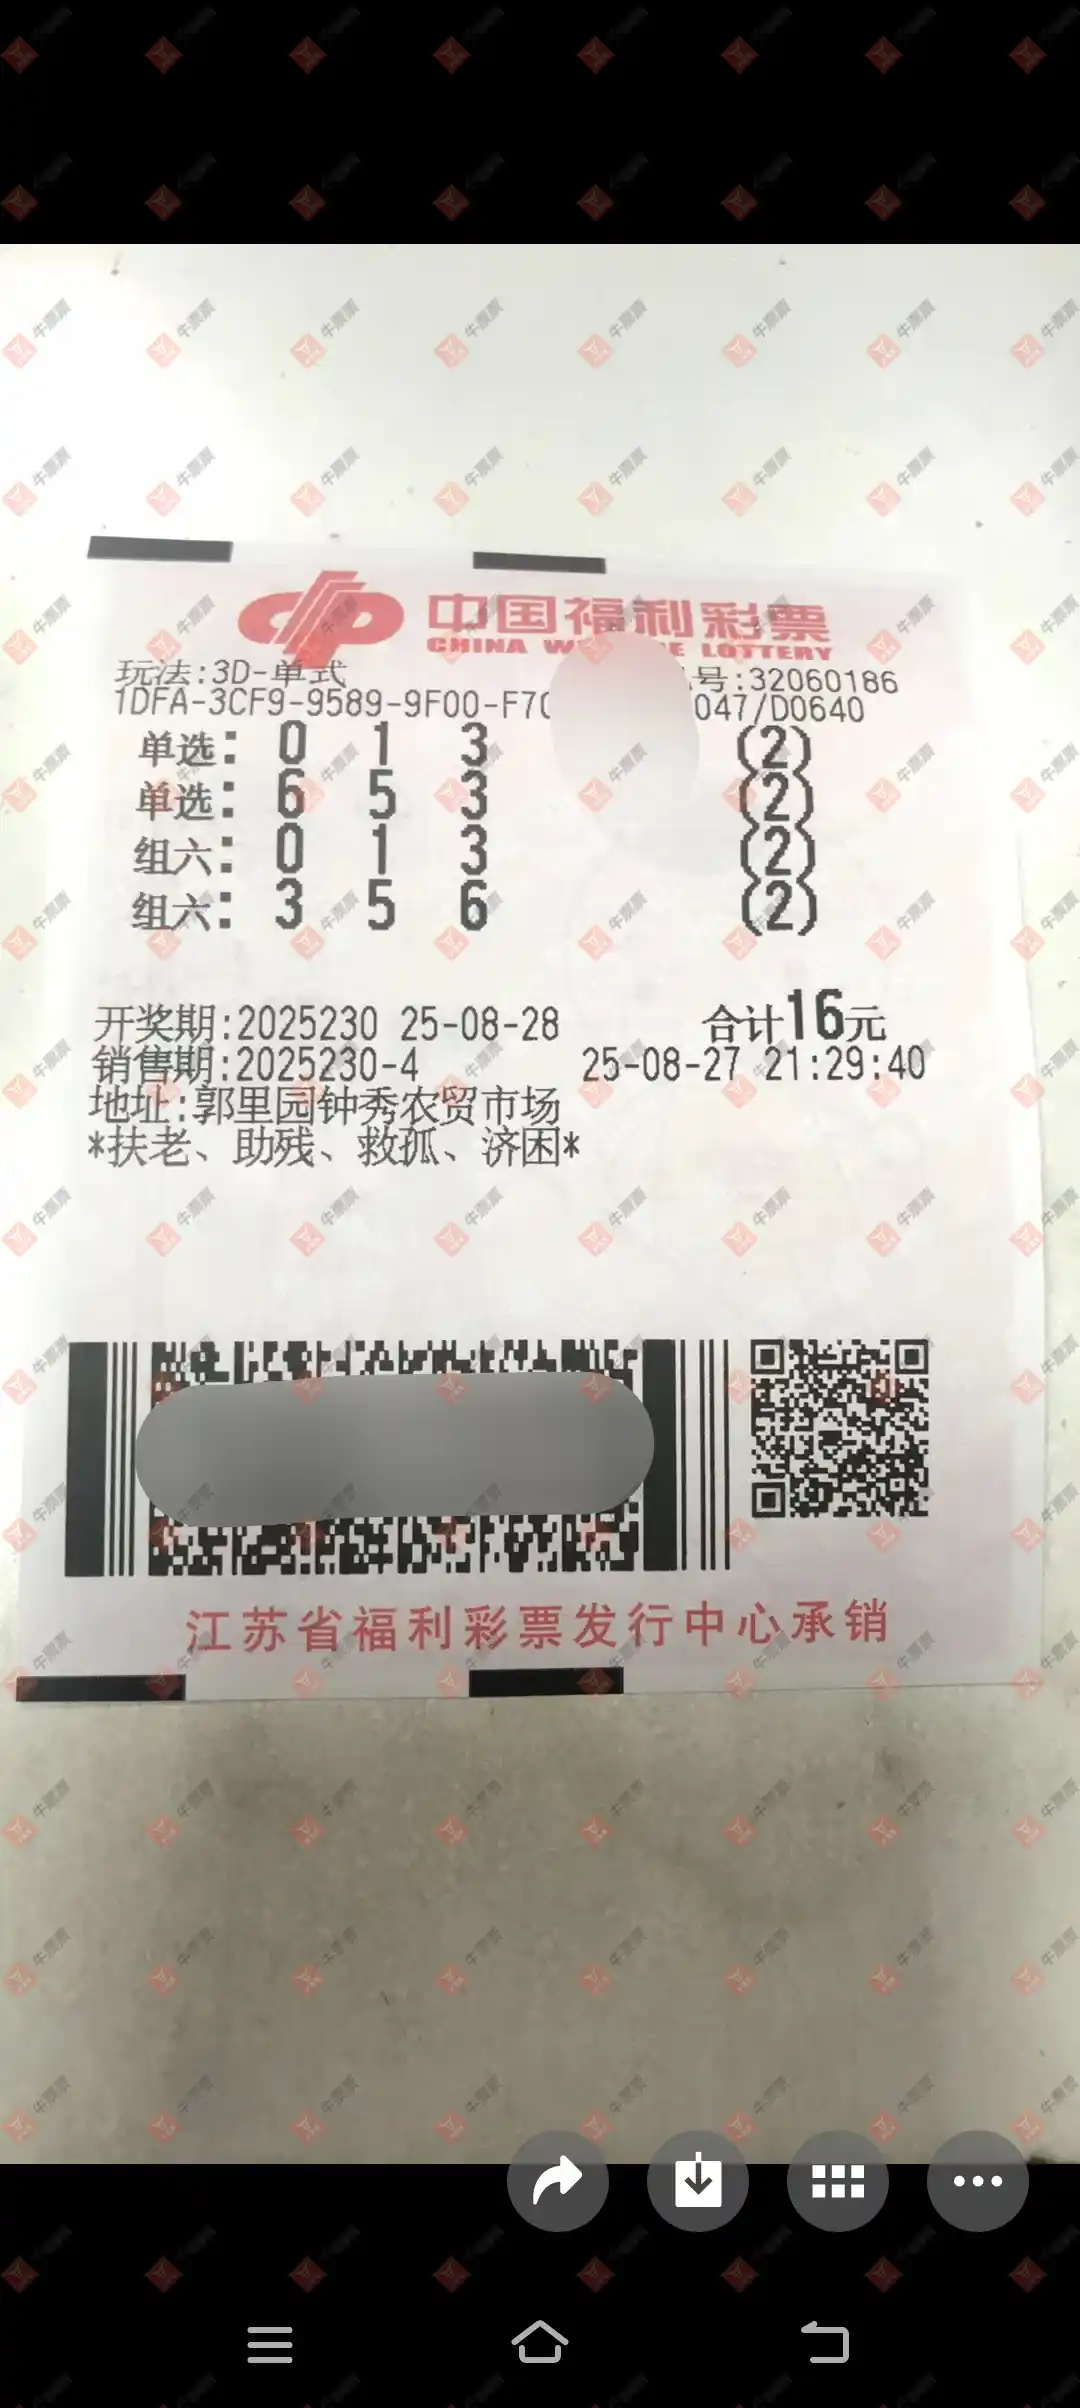 中国福利彩票
CHINA W E LOTTERY
玩法:3D-单式 号:32060186
1DFA-3CF9-9589-9F00-F70 047/D0640
单选: 0 1 3 (2)
单选: 6 5 3 (2)
组六: 0 1 3 (2)
组六: 3 5 6 (2)
开奖期:2025230 25-08-28 合计16元
销售期:2025230-4 25-08-27 21:29:40
地址:郭里园钟秀农贸市场
*扶老、助残、救孤、济困*
江苏省福利彩票发行中心承销
牛票票